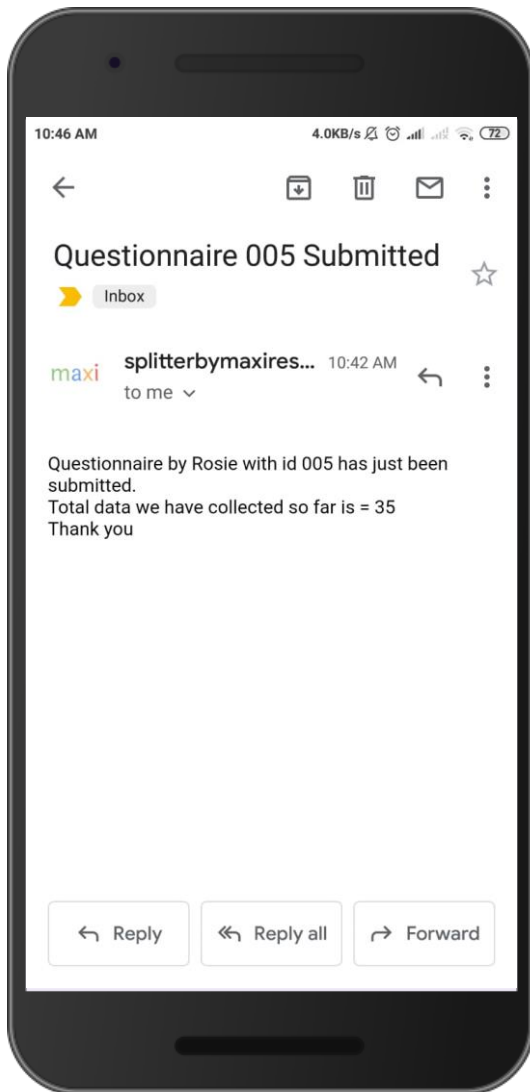 10:46 AM 4.0KB/s 72
Questionnaire 005 Submitted
Inbox
maxi splitterbymaxires... 10:42 AM
to me
Questionnaire by Rosie with id 005 has just been
submitted.
Total data we have collected so far is = 35
Thank you
Reply Reply all Forward